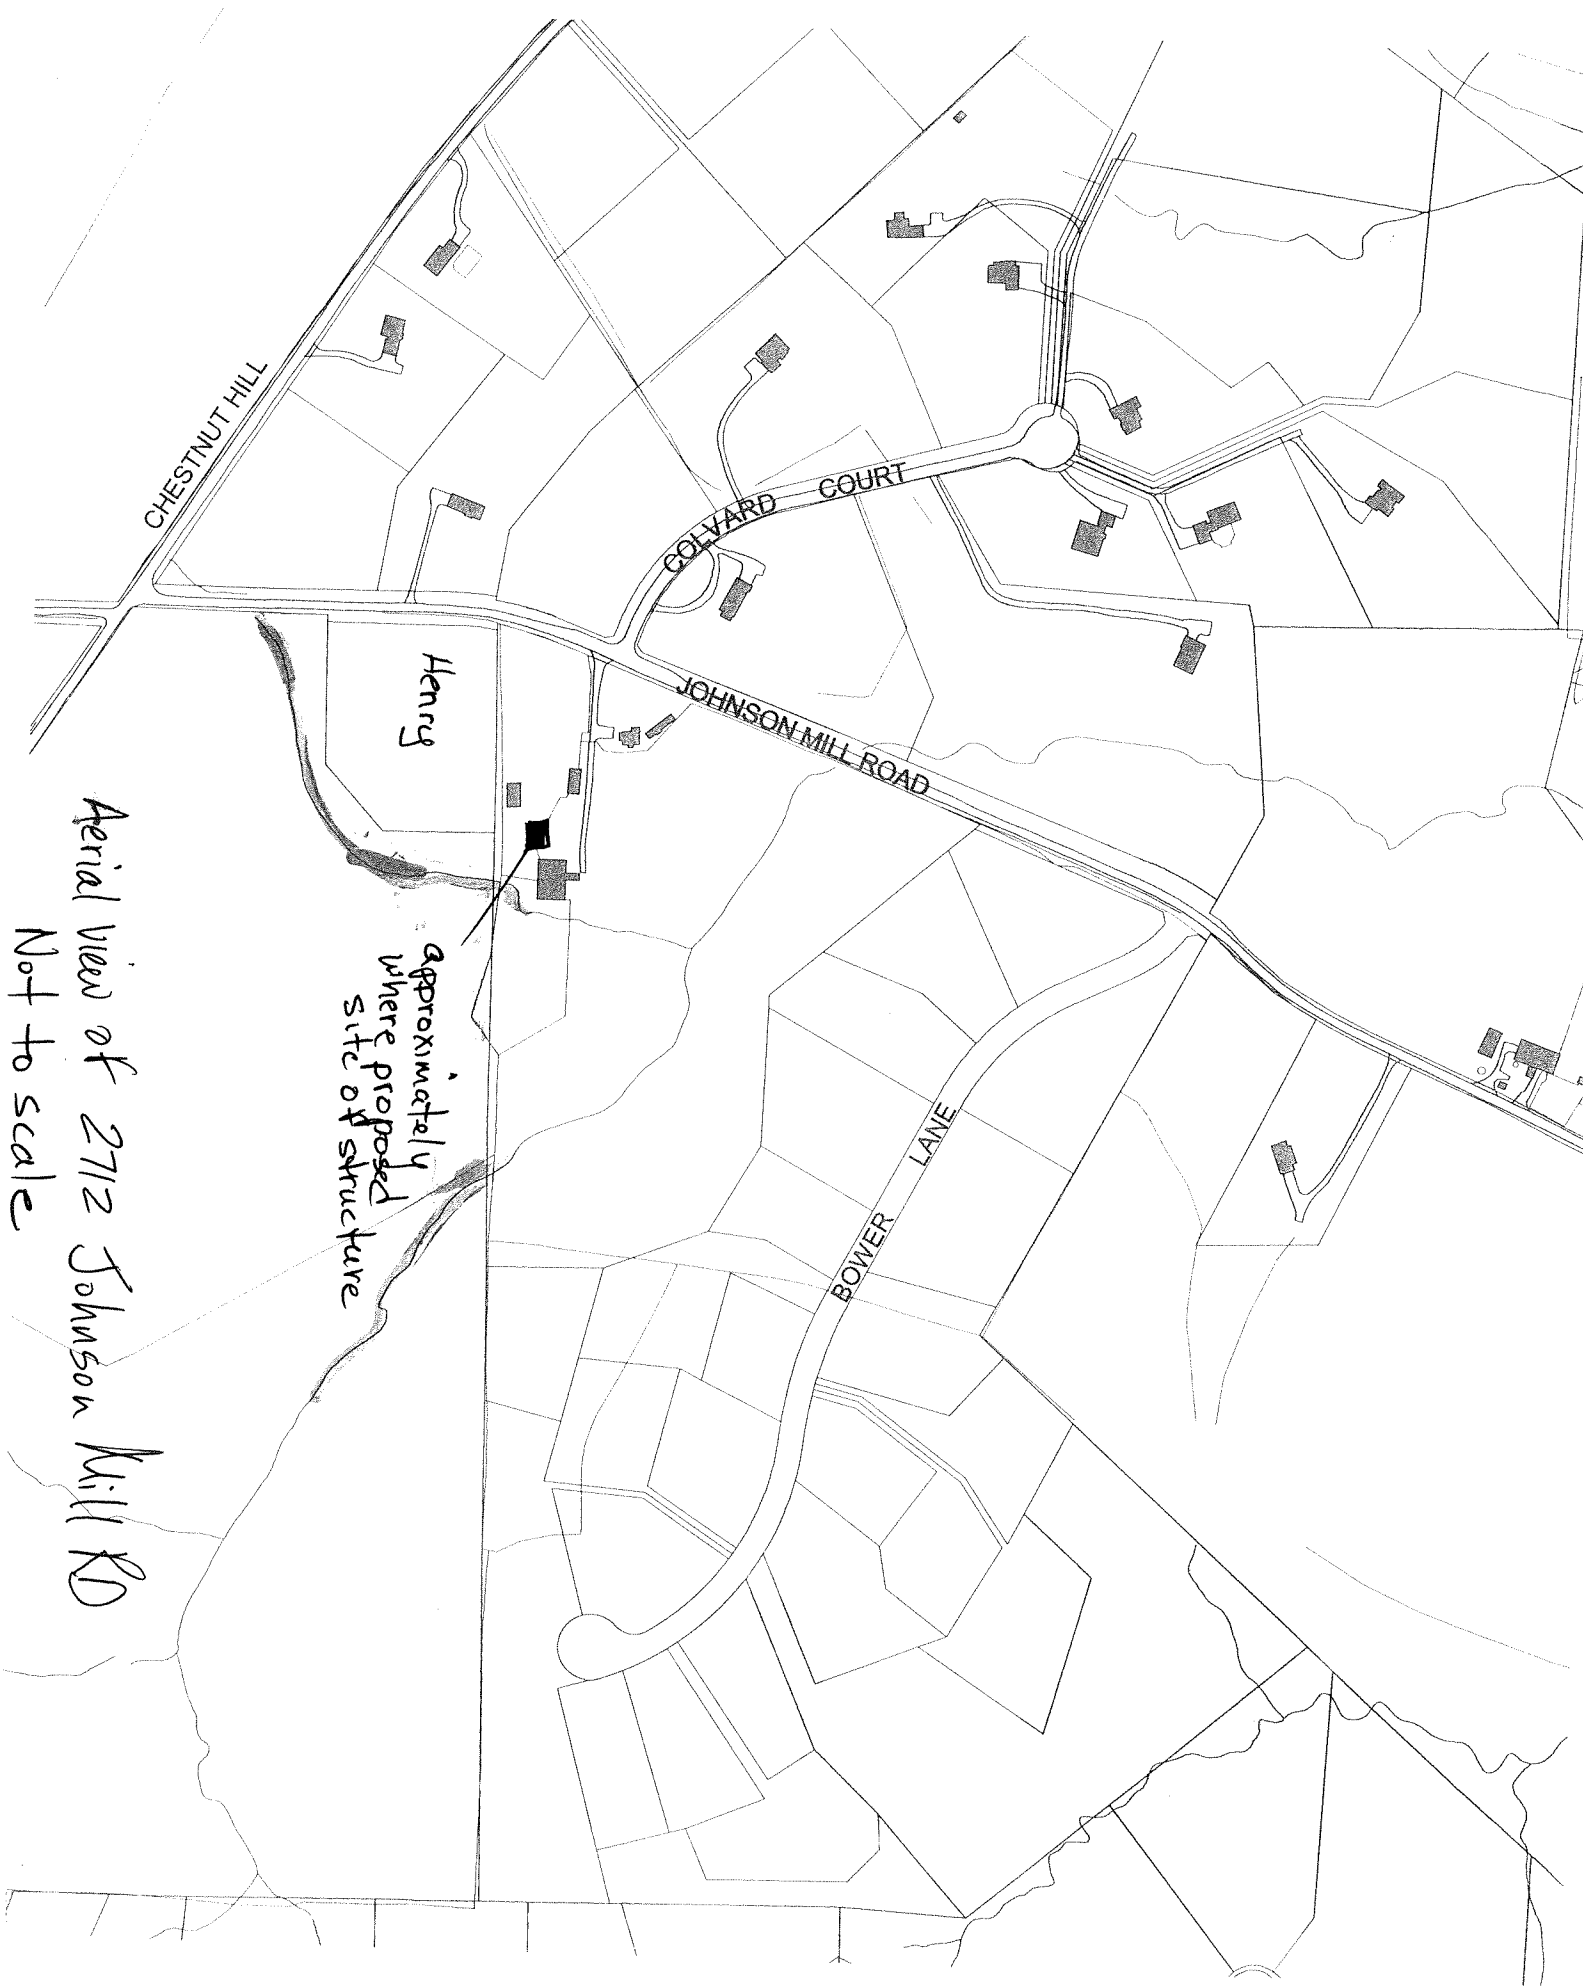 CHESTNUT HILL
COLVARD COURT
JOHNSON MILL ROAD
BOWER LANE
Henry
approximately
where proposed
site of structure
Aerial view of 2712 Johnson Mill RD
Not to scale